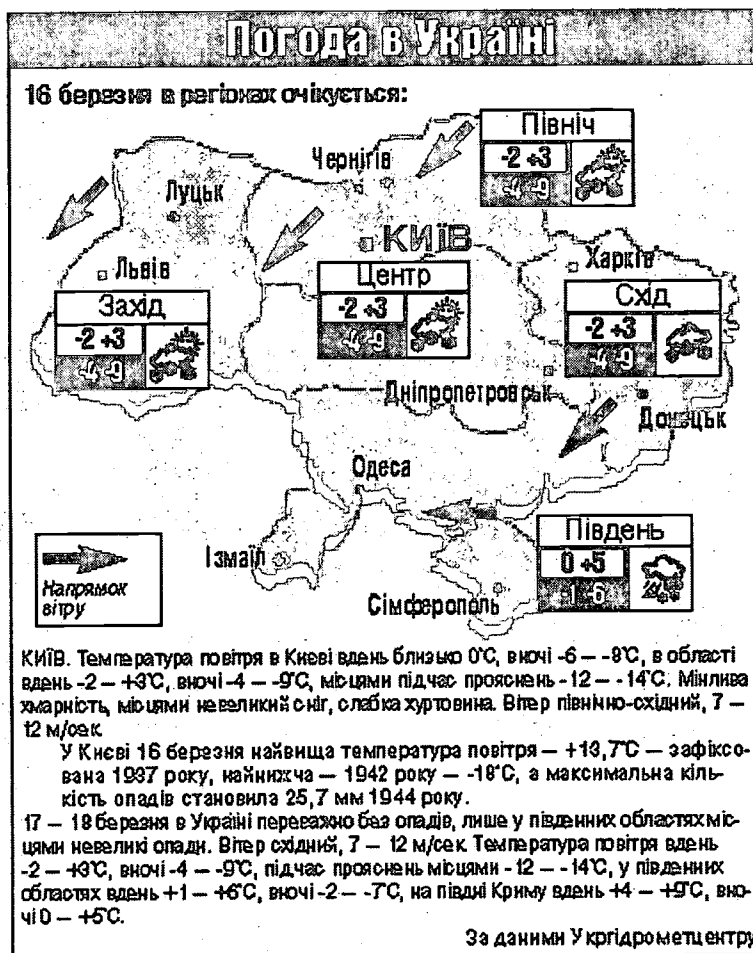 Погода в Україні
16 березня в регіонах очікується:
Північ
-2 +3
-4 -9
Чернігів
Луцьк
КИЇВ
Львів
Харків
Захід
-2 +3
-4 -9
Центр
-2 +3
-4 -9
Схід
-2 +3
-4 -9
Дніпропетровськ
Донецьк
Одеса
Південь
0 +5
-1 -6
Напрямок
вітру
Ізмаїл
Сімферополь
КИЇВ. Температура повітря в Києві вдень близько 0°С, вночі -6 — -8°С, в області
вдень -2 — +3°С, вночі -4 — -9°С, місцями під час прояснень -12 — -14°С. Мінлива
хмарність, місцями невеликий сніг, слабка хуртовина. Вітер північно-східний, 7 —
12 м/сек.
У Києві 16 березня найвища температура повітря — +13,7°С — зафіксо-
вана 1937 року, найнижча — 1942 року — -18°С, а максимальна кіль-
кість опадів становила 25,7 мм 1944 року.
17 — 18 березня в Україні переважно без опадів, лише у південних областях міс-
цями невеликі опади. Вітер східний, 7 — 12 м/сек. Температура повітря вдень
-2 — +3°С, вночі -4 — -9°С, під час прояснень місцями -12 — -14°С, у південних
областях вдень +1 — +6°С, вночі -2 — -7°С, на півдні Криму вдень +4 — +9°С, вно-
чі 0 — +5°С.
За даними Укргідрометцентру